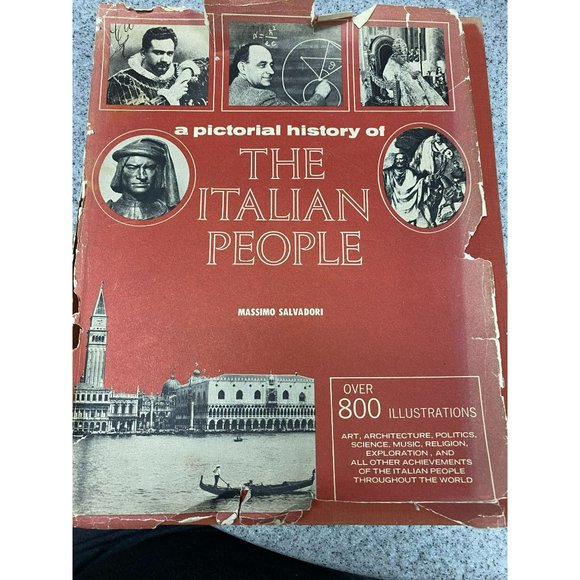 a pictorial history of
THE
ITALIAN
PEOPLE
MASSIMO SALVADORI
OVER
800 ILLUSTRATIONS
ART, ARCHITECTURE, POLITICS,
SCIENCE, MUSIC, RELIGION,
EXPLORATION, AND
ALL OTHER ACHIEVEMENTS
OF THE ITALIAN PEOPLE
THROUGHOUT THE WORLD